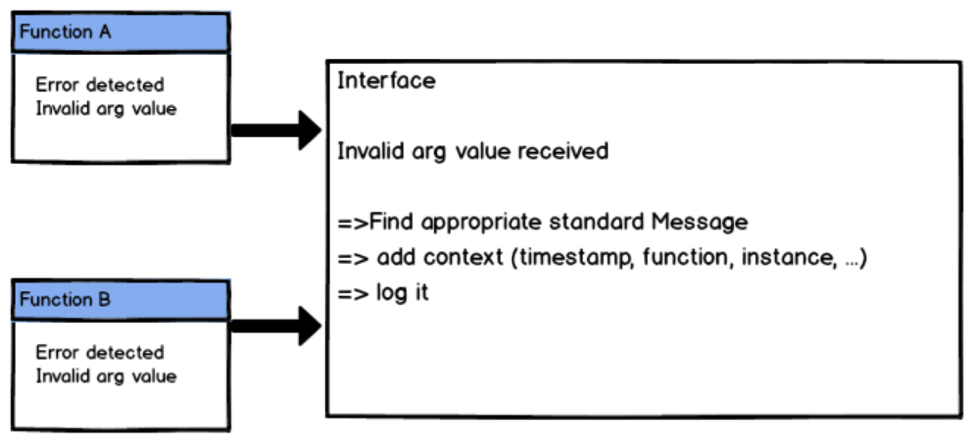 Function A
Error detected
Invalid arg value
Interface
Invalid arg value received
=>Find appropriate standard Message
=> add context (timestamp, function, instance, ...)
=> log it
Function B
Error detected
Invalid arg value